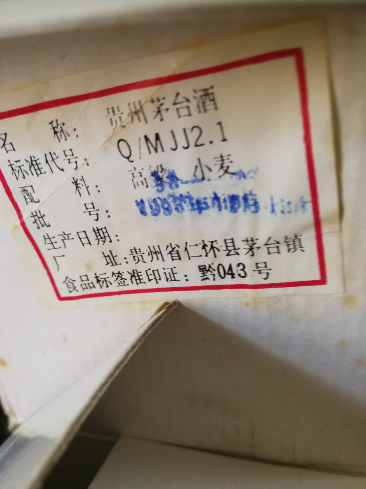 名 称: 贵州茅台酒
标准代号: Q/MJJ2.1
配 料: 高粱、小麦
批 号:
生产日期:
厂 址: 贵州省仁怀县茅台镇
食品标签准印证: 黔043号